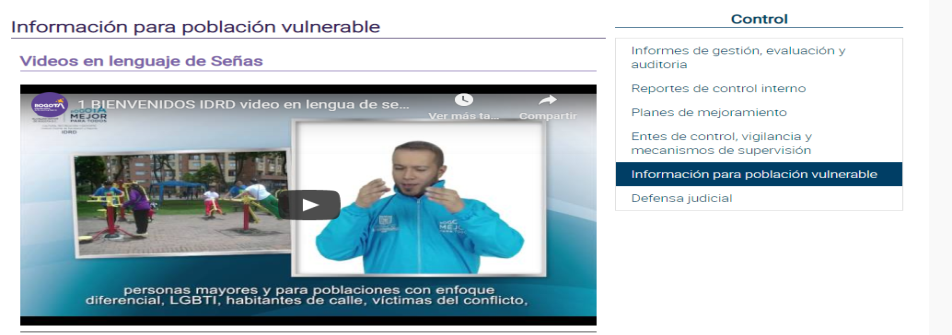 Información para población vulnerable
Videos en lenguaje de Señas
BOGOTÁ
1 BIENVENIDOS IDRD video en lengua de se...
MEJOR
PARA TODOS
IDRD
Ver más ta...
Compartir
personas mayores y para poblaciones con enfoque
diferencial, LGBTI, habitantes de calle, víctimas del conflicto,
Control
Informes de gestión, evaluación y
auditoria
Reportes de control interno
Planes de mejoramiento
Entes de control, vigilancia y
mecanismos de supervisión
Información para población vulnerable
Defensa judicial